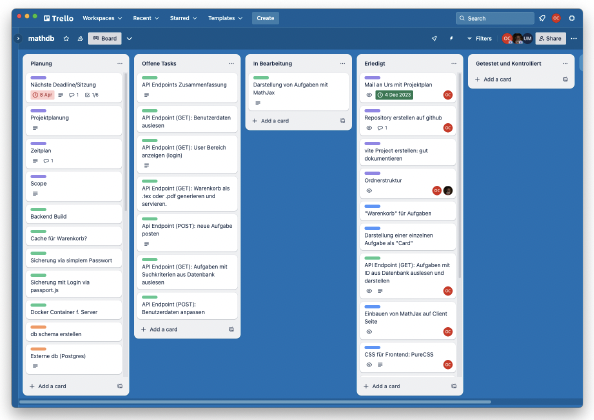 Trello Workspaces Recent Starred Templates Create Search
mathdb Board Filters Share
Planung
Nächste Deadline/Sitzung
8 Apr 1 1/6
Projektplanung
Zeitplan
1
Scope
Backend Build
Cache für Warenkorb?
Sicherung via simplem Passwort
Sicherung mit Login via
passport.js
Docker Container f. Server
db schema erstellen
Externe db (Postgres)
Add a card
Offene Tasks
API Endpoints Zusammenfassung
API Endpoint (GET): Benutzerdaten
auslesen
API Endpoint (GET): User Bereich
anzeigen (login)
API Endpoint (GET): Warenkorb als
.tex oder .pdf generieren und
servieren.
API Endpoint (POST): neue Aufgabe
posten
API Endpoint (GET): Aufgaben mit
Suchkriterien aus Datenbank
auslesen
API Endpoint (POST):
Benutzerdaten anpassen
Add a card
In Bearbeitung
Darstellung von Aufgaben mit
MathJax
Add a card
Erledigt
Mail an Urs mit Projektplan
4 Dez 2023
Repository erstellen auf github
1
vite Project erstellen: gut
dokumentieren
Ordnerstruktur
"Warenkorb" für Aufgaben
Darstellung einer einzelnen
Aufgabe als "Card"
API Endpoint (GET): Aufgaben mit
ID aus Datenbank auslesen und
darstellen
Einbauen von MathJax auf Client
Seite
CSS für Frontend: PureCSS
Add a card
Getestet und Kontrolliert
Add a card